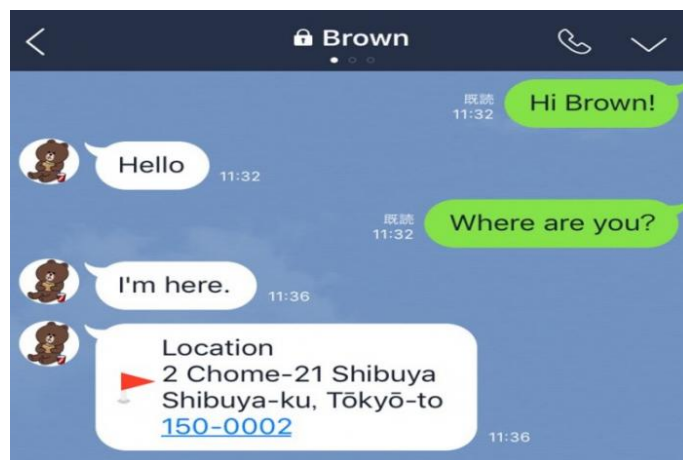 Brown
既読
11:32
Hi Brown!
Hello
11:32
既読
11:32
Where are you?
I'm here.
11:36
Location
2 Chome-21 Shibuya
Shibuya-ku, Tōkyō-to
150-0002
11:36